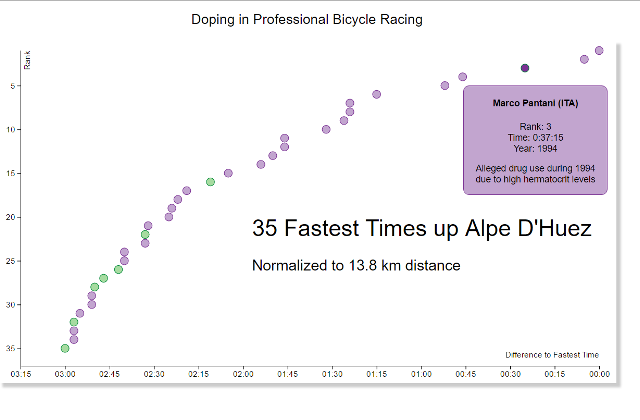 Doping in Professional Bicycle Racing
Rank
5
10
15
20
25
30
35
Marco Pantani (ITA)
Rank: 3
Time: 0:37:15
Year: 1994
Alleged drug use during 1994
due to high hermatocrit levels
35 Fastest Times up Alpe D'Huez
Normalized to 13.8 km distance
Difference to Fastest Time
03:15 03:00 02:45 02:30 02:15 02:00 01:45 01:30 01:15 01:00 00:45 00:30 00:15 00:00